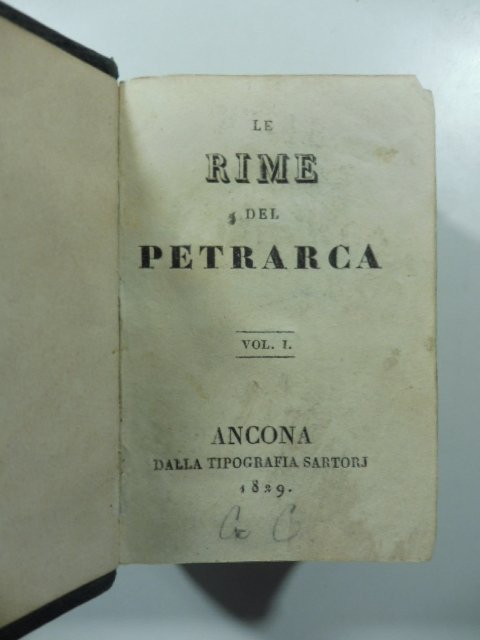 LE
RIME
DEL
PETRARCA
VOL. I.
ANCONA
DALLA TIPOGRAFIA SARTORJ
1829.